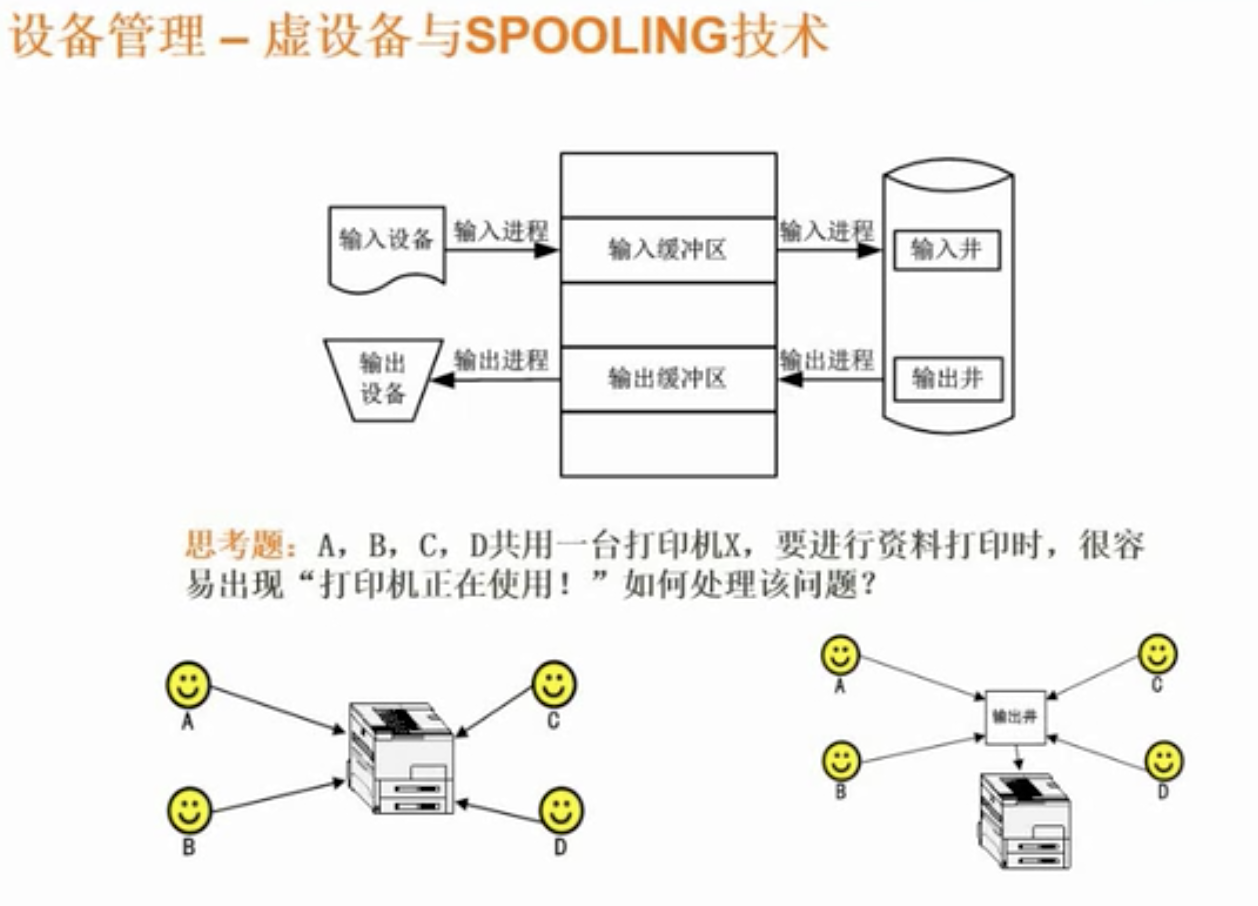 设备管理 – 虚设备与SPOOLING技术
输入设备
输入进程
输入缓冲区
输入进程
输入井
输出
设备
输出进程
输出缓冲区
输出进程
输出井
思考题：A，B，C，D共用一台打印机X，要进行资料打印时，很容
易出现“打印机正在使用！”如何处理该问题？
A
C
B
D
A
C
输出井
B
D